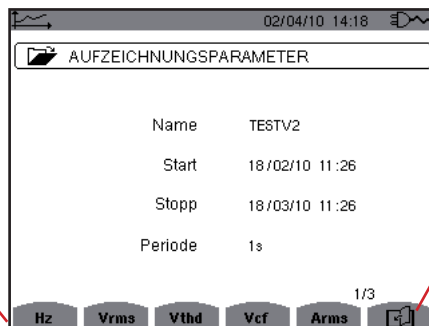 02/04/10 14:18
AUFZEICHNUNGSPARAMETER
Name TESTV2
Start 18/02/10 11:26
Stopp 18/03/10 11:26
Periode 1s
1/3
Hz Vrms Vthd Vcf Arms